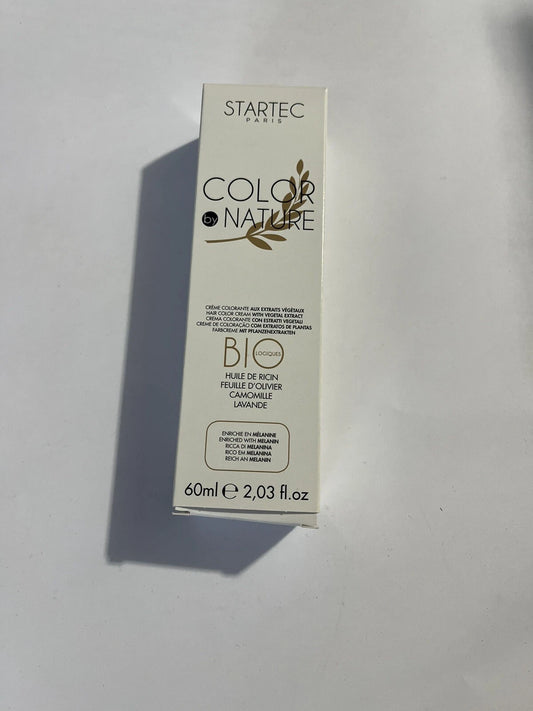 STARTEC
PARIS
COLOR
by NATURE
CRÈME COLORANTE AUX EXTRAITS VÉGÉTAUX
HAIR COLOR CREAM WITH VEGETAL EXTRACT
CREMA COLORANTE CON ESTRATTI VEGETALI
CREME DE COLORAÇÃO COM EXTRATOS DE PLANTAS
FARBCREME MIT PFLANZENEXTRAKTEN
BIO
LOGIQUES
HUILE DE RICIN
FEUILLE D'OLIVIER
CAMOMILLE
LAVANDE
ENRICHIE EN MÉLANINE
ENRICHED WITH MELANIN
RICCA DI MELANINA
RICO EM MELANINA
REICH AN MELANIN
60ml ℮ 2,03 fl.oz